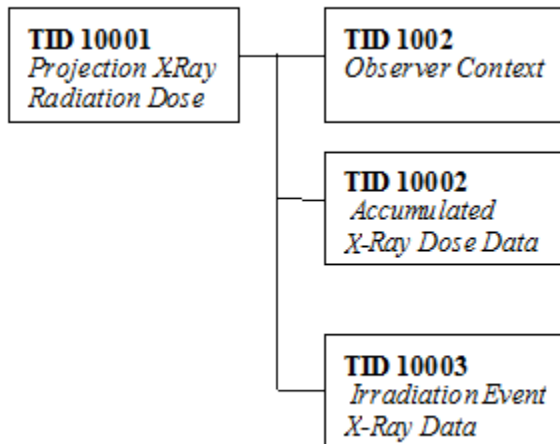 TID 10001
Projection XRay
Radiation Dose
TID 1002
Observer Context
TID 10002
Accumulated
X-Ray Dose Data
TID 10003
Irradiation Event
X-Ray Data